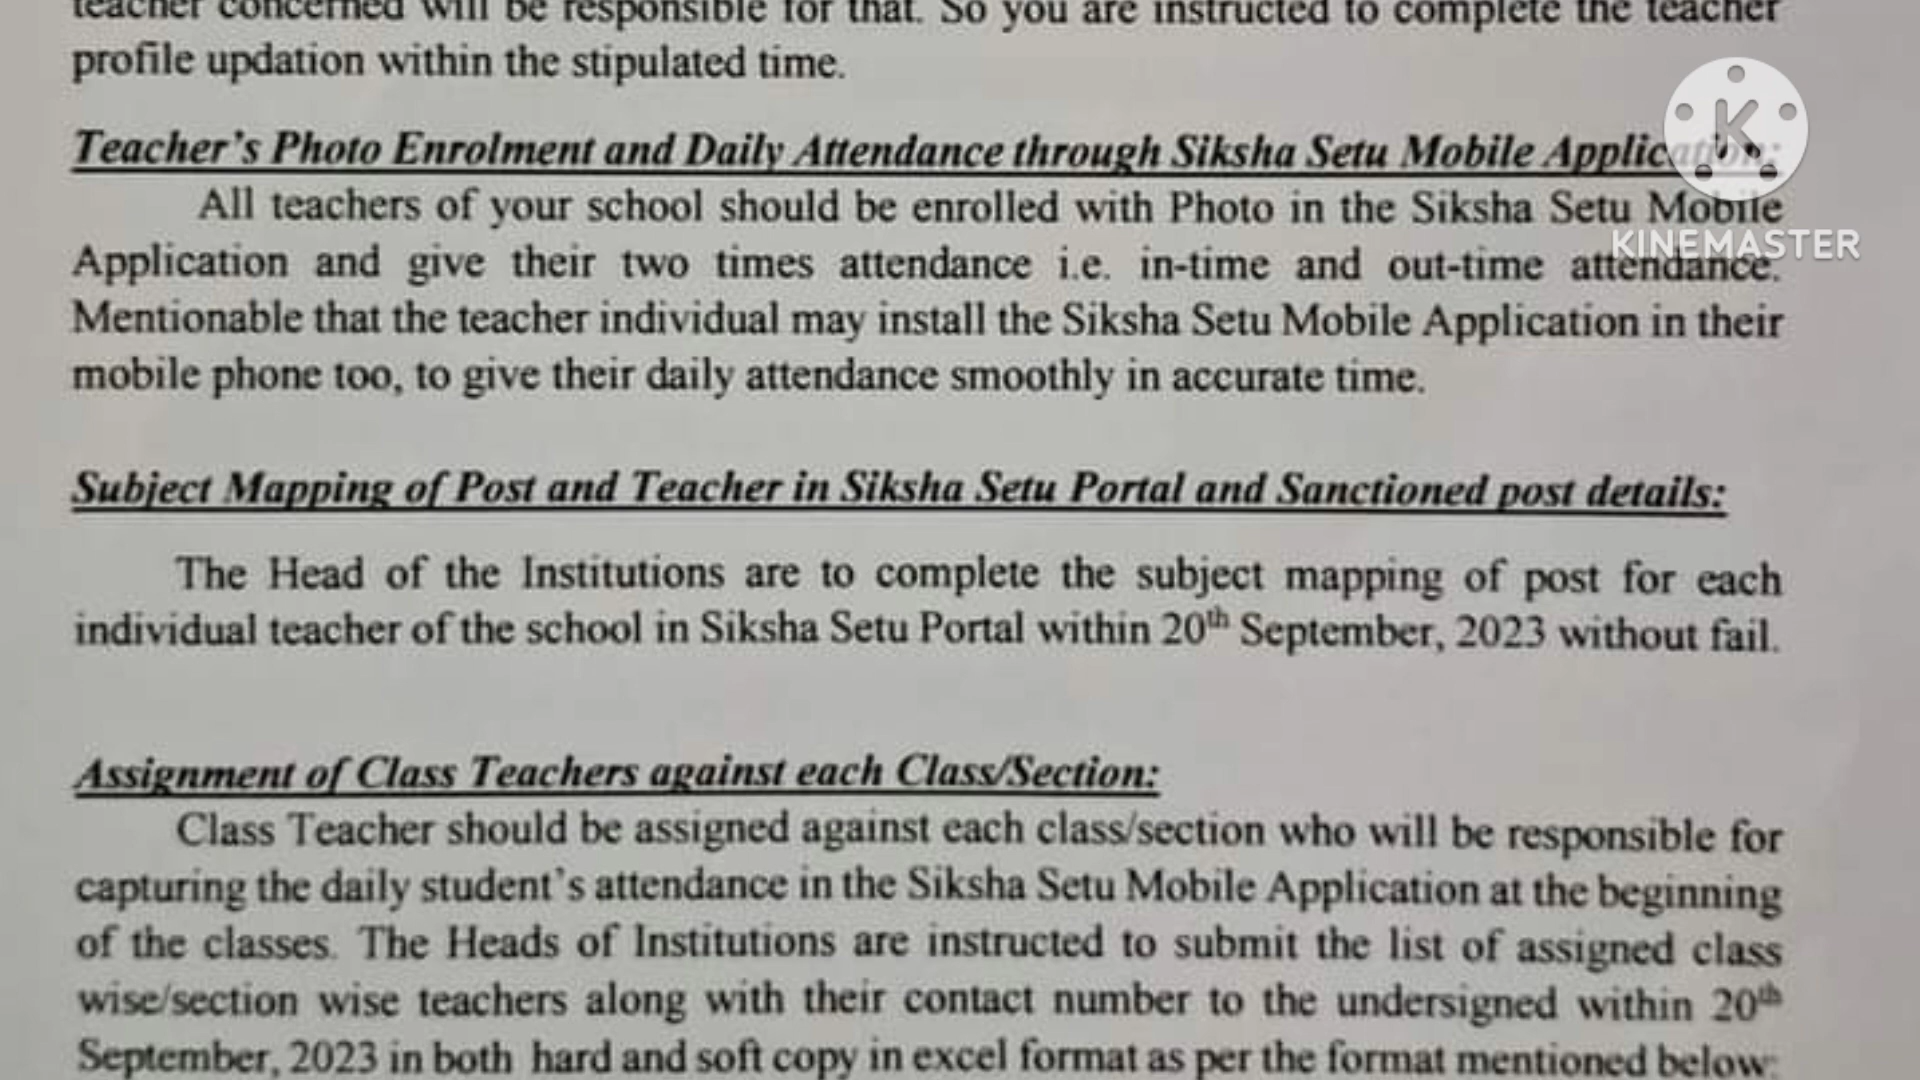 teacher concerned will be responsible for that. So you are instructed to complete the teacher
profile updation within the stipulated time.
Teacher's Photo Enrolment and Daily Attendance through Siksha Setu Mobile Application:
All teachers of your school should be enrolled with Photo in the Siksha Setu Mobile
Application and give their two times attendance i.e. in-time and out-time attendance.
Mentionable that the teacher individual may install the Siksha Setu Mobile Application in their
mobile phone too, to give their daily attendance smoothly in accurate time.
Subject Mapping of Post and Teacher in Siksha Setu Portal and Sanctioned post details:
The Head of the Institutions are to complete the subject mapping of post for each
individual teacher of the school in Siksha Setu Portal within 20th September, 2023 without fail.
Assignment of Class Teachers against each Class/Section:
Class Teacher should be assigned against each class/section who will be responsible for
capturing the daily student's attendance in the Siksha Setu Mobile Application at the beginning
of the classes. The Heads of Institutions are instructed to submit the list of assigned class
wise/section wise teachers along with their contact number to the undersigned within 20th
September, 2023 in both hard and soft copy in excel format as per the format mentioned below:
K
KINEMASTER